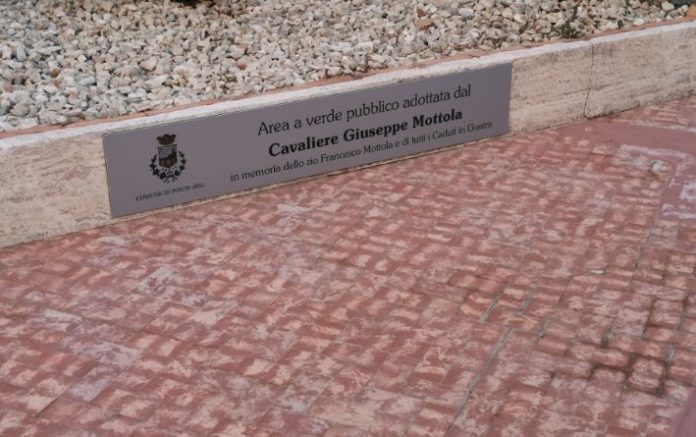 Area a verde pubblico adottata dal
Cavaliere Giuseppe Mottola
in memoria dello zio Francesco Mottola e di tutti i Caduti in Guerra
COMUNE DI PONTE (BN)